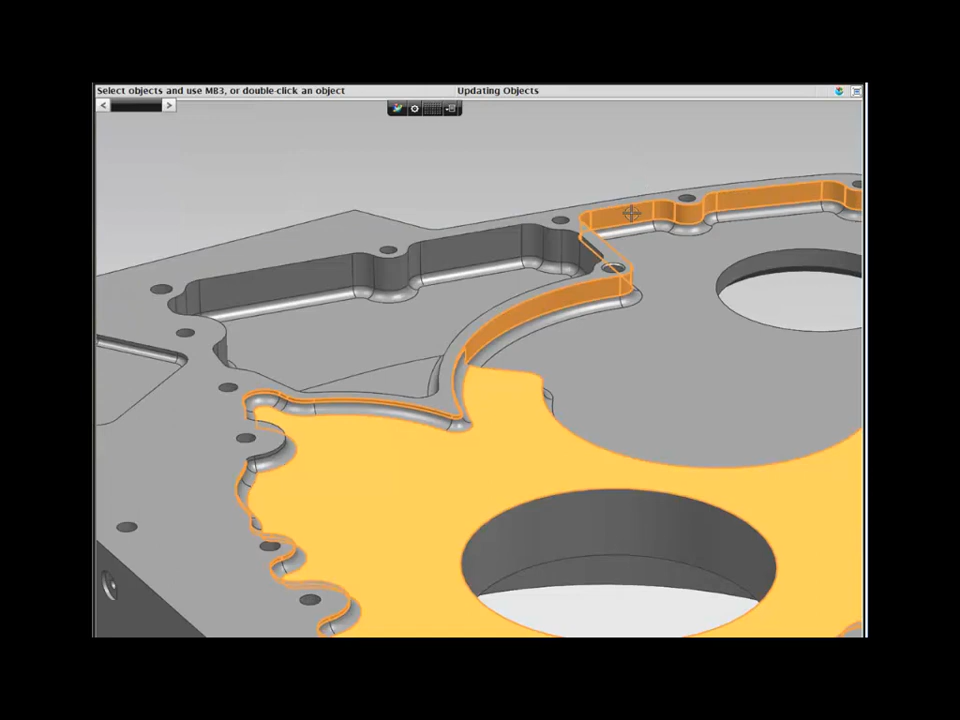 Select objects and use MB3, or double-click an object
Updating Objects